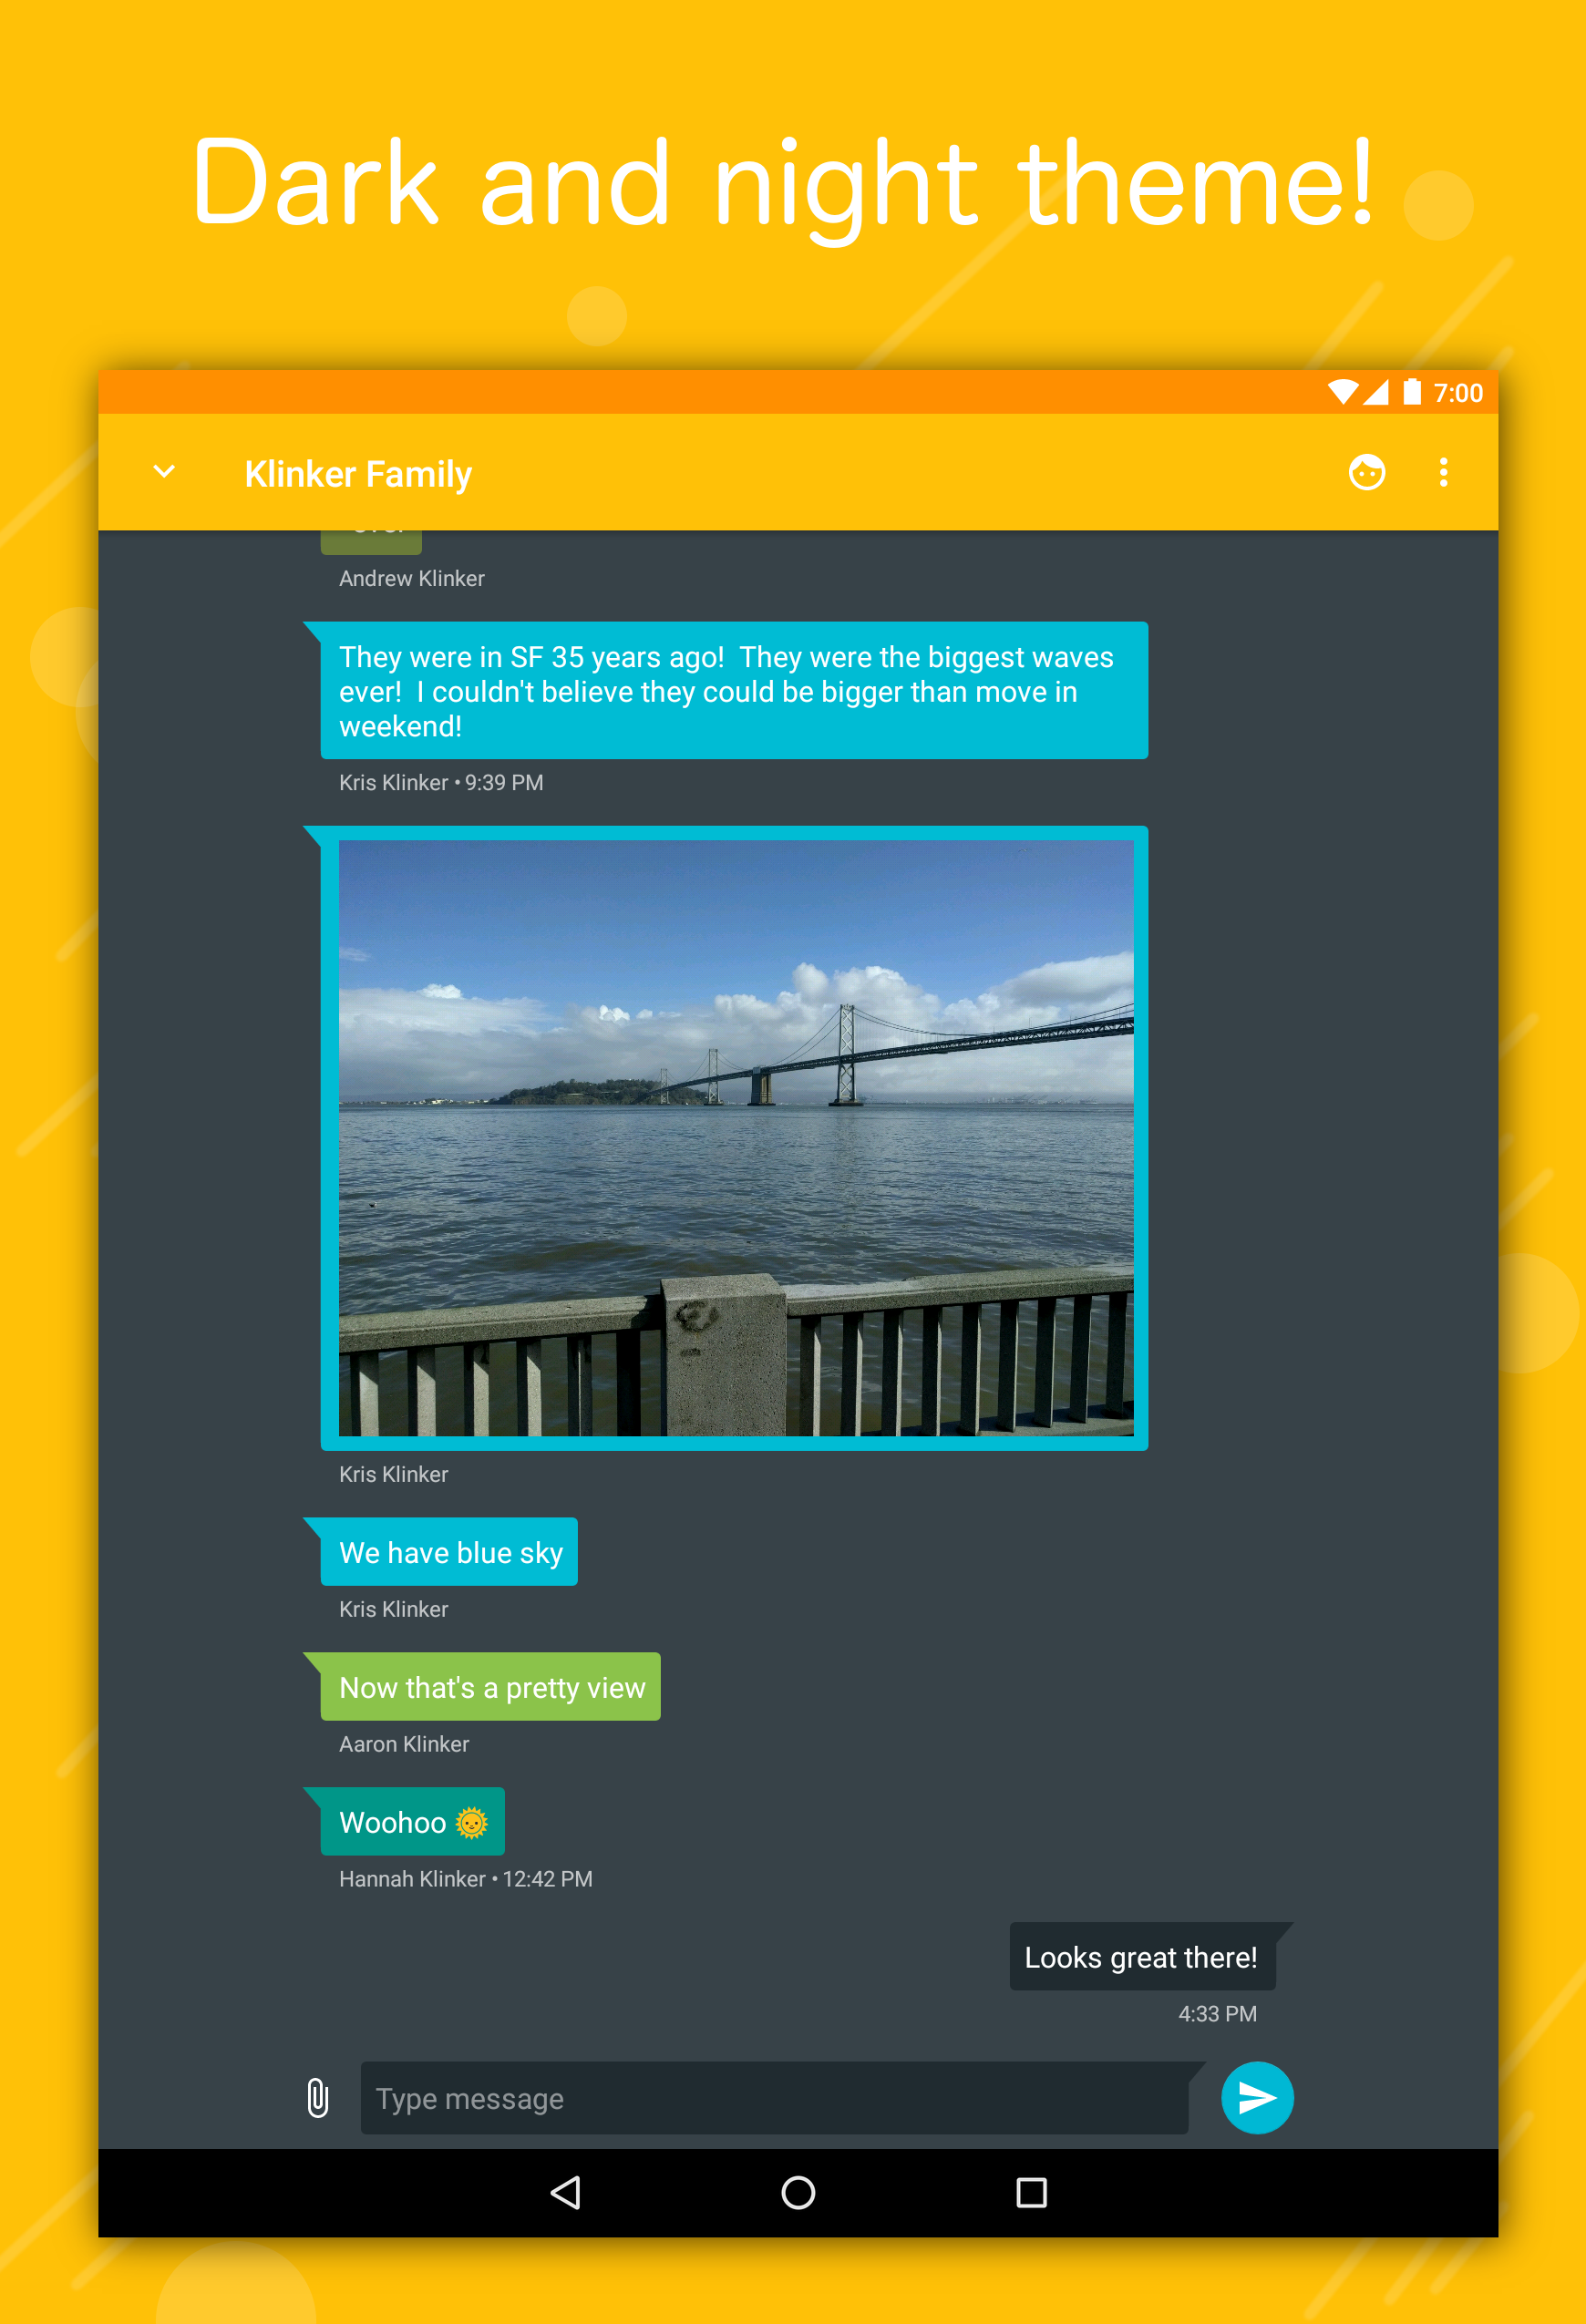 Dark and night theme!
7:00
Klinker Family
Andrew Klinker
They were in SF 35 years ago!  They were the biggest waves
ever!  I couldn't believe they could be bigger than move in
weekend!
Kris Klinker • 9:39 PM
Kris Klinker
We have blue sky
Kris Klinker
Now that's a pretty view
Aaron Klinker
Woohoo 🌞
Hannah Klinker • 12:42 PM
Looks great there!
4:33 PM
Type message